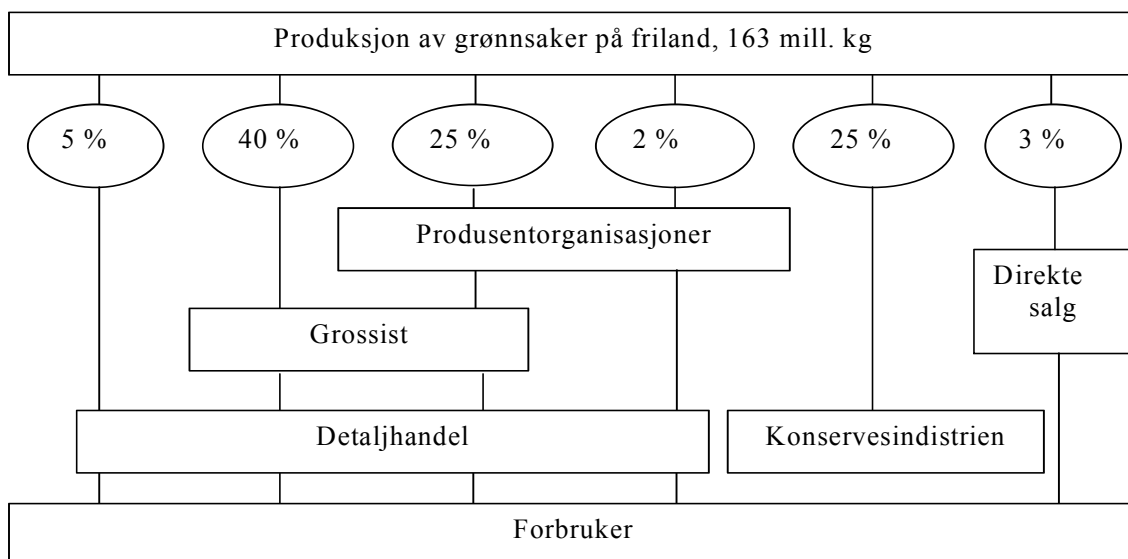 Produksjon av grønnsaker på friland, 163 mill. kg
5 %
40 %
25 %
2 %
25 %
3 %
Produsentorganisasjoner
Direkte
salg
Grossist
Detaljhandel
Konservesindistrien
Forbruker